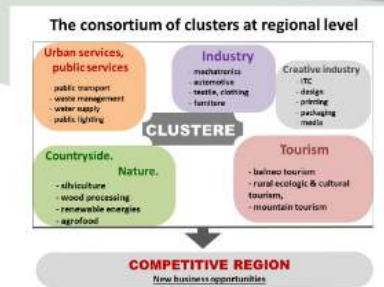 The consortium of clusters at regional level
Urban services,
public services
- public transport
- waste management
- water supply
- public lighting
Industry
- mechatronics
- automotive
- textile, clothing
- furniture
Creative industry
- ITC
- design
- printing
- packaging
media
CLUSTERE
Countryside.
Nature.
- silviculture
- wood processing
- renewable energies
- agrofood
Tourism
- balneo tourism
- rural ecologic & cultural
tourism,
- mountain tourism
COMPETITIVE REGION
New business opportunities